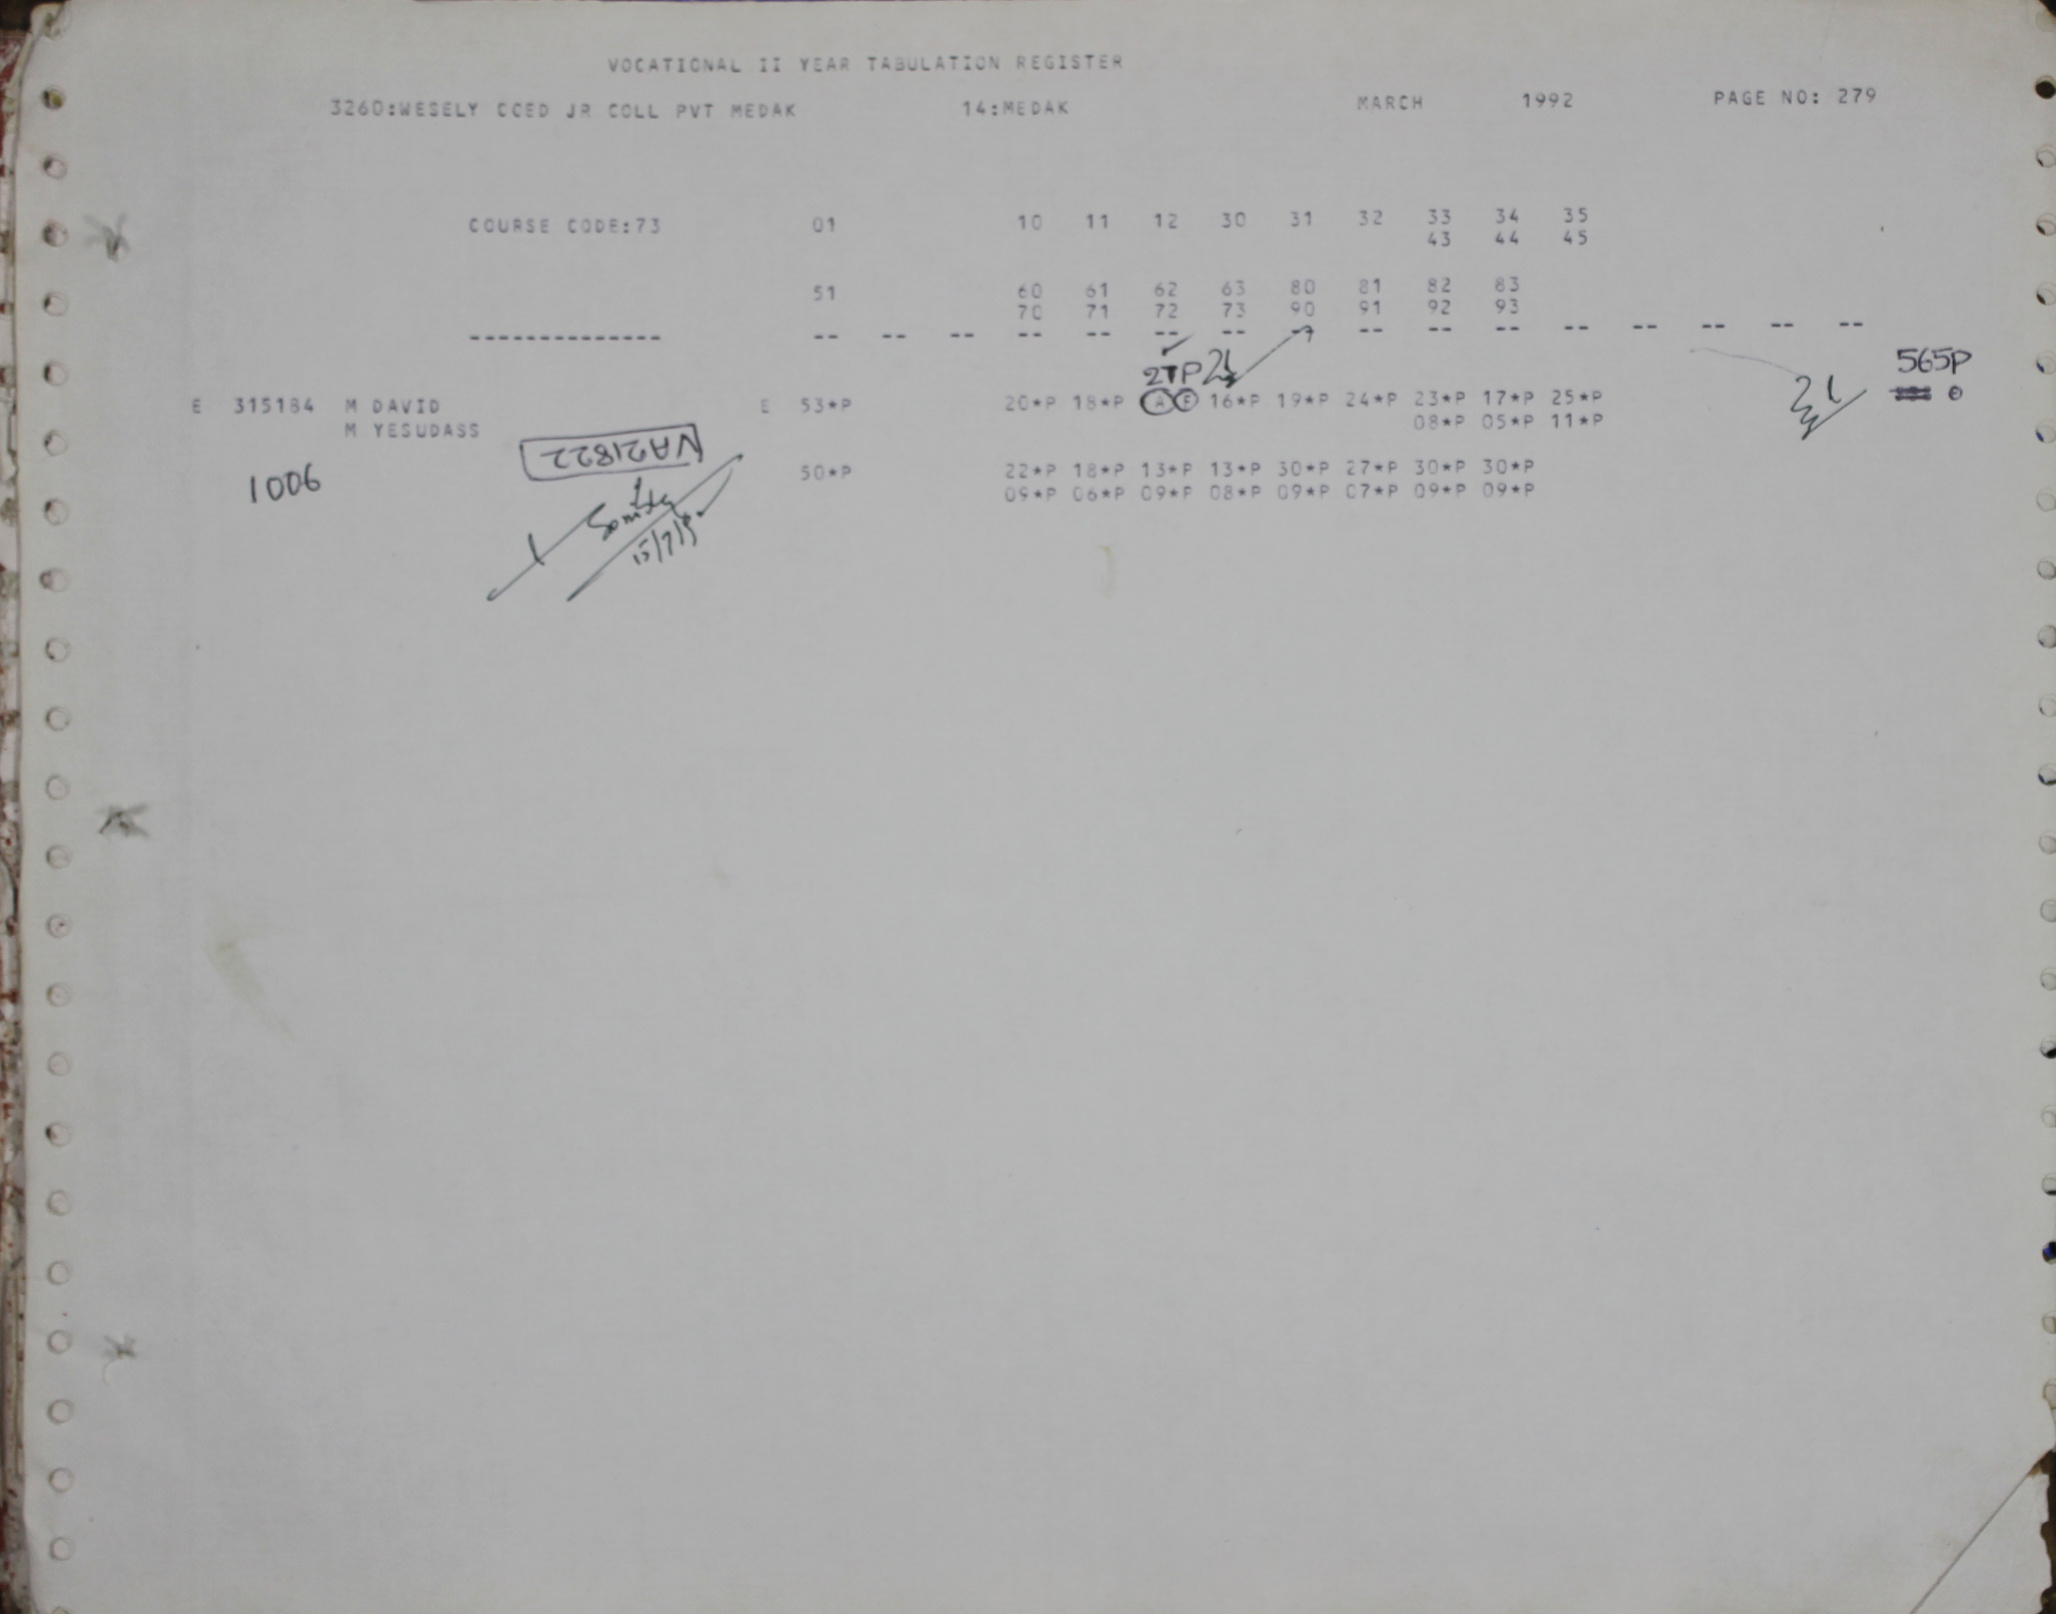 VOCATIONAL II YEAR TABULATION REGISTER
3260:WESELY CCED JR COLL PVT MEDAK 14:MEDAK MARCH 1992 PAGE NO: 279
COURSE CODE:73 01 10 11 12 30 31 32 33 34 35
43 44 45
51 60 61 62 63 80 81 82 83
70 71 72 73 90 91 92 93
-------------- -- -- -- -- -- -- -- -- -- -- -- -- -- -- -- --
27P 565P
E 315184 M DAVID E 53*P 20*P 18*P A F 16*P 19*P 24*P 23*P 17*P 25*P
M YESUDASS 08*P 05*P 11*P
VA21822
1006 50*P 22*P 18*P 13*P 13*P 30*P 27*P 30*P 30*P
09*P 06*P 09*P 08*P 09*P 07*P 09*P 09*P